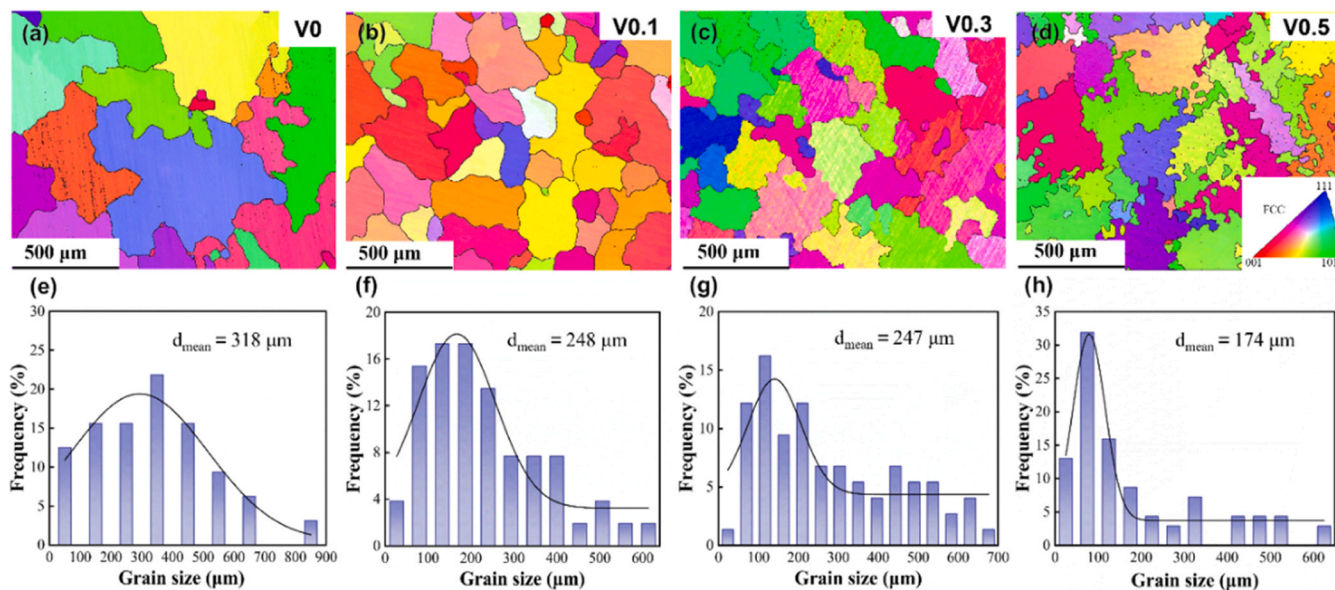 (a) V0
(b) V0.1
(c) V0.3
(d) V0.5
500 μm
500 μm
500 μm
500 μm
111
FCC
001 101
(e)
(f)
(g)
(h)
30
25
20
15
10
5
0
Frequency (%)
d_mean = 318 μm
0 100 200 300 400 500 600 700 800 900
Grain size (μm)
20
16
12
8
4
0
Frequency (%)
d_mean = 248 μm
0 100 200 300 400 500 600
Grain size (μm)
20
15
10
5
0
Frequency (%)
d_mean = 247 μm
0 100 200 300 400 500 600 700
Grain size (μm)
35
30
25
20
15
10
5
0
Frequency (%)
d_mean = 174 μm
0 100 200 300 400 500 600
Grain size (μm)